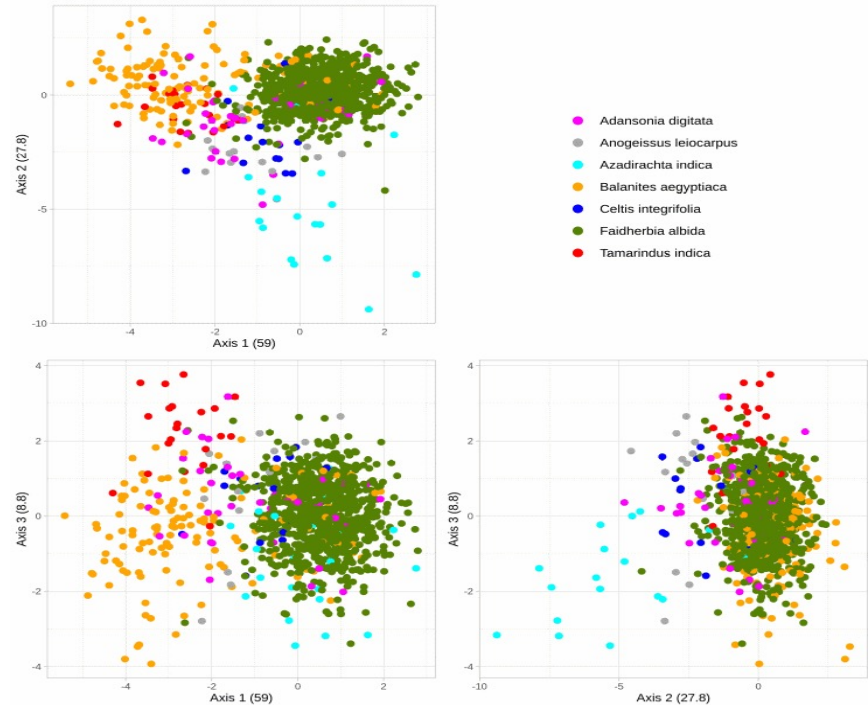 0
-5
-10
Axis 2 (27.8)
-4
-2
0
2
Axis 1 (59)
Adansonia digitata
Anogeissus leiocarpus
Azadirachta indica
Balanites aegyptiaca
Celtis integrifolia
Faidherbia albida
Tamarindus indica
4
2
0
-2
-4
Axis 3 (8.8)
-4
-2
0
2
Axis 1 (59)
4
2
0
-2
-4
Axis 3 (8.8)
-10
-5
0
Axis 2 (27.8)